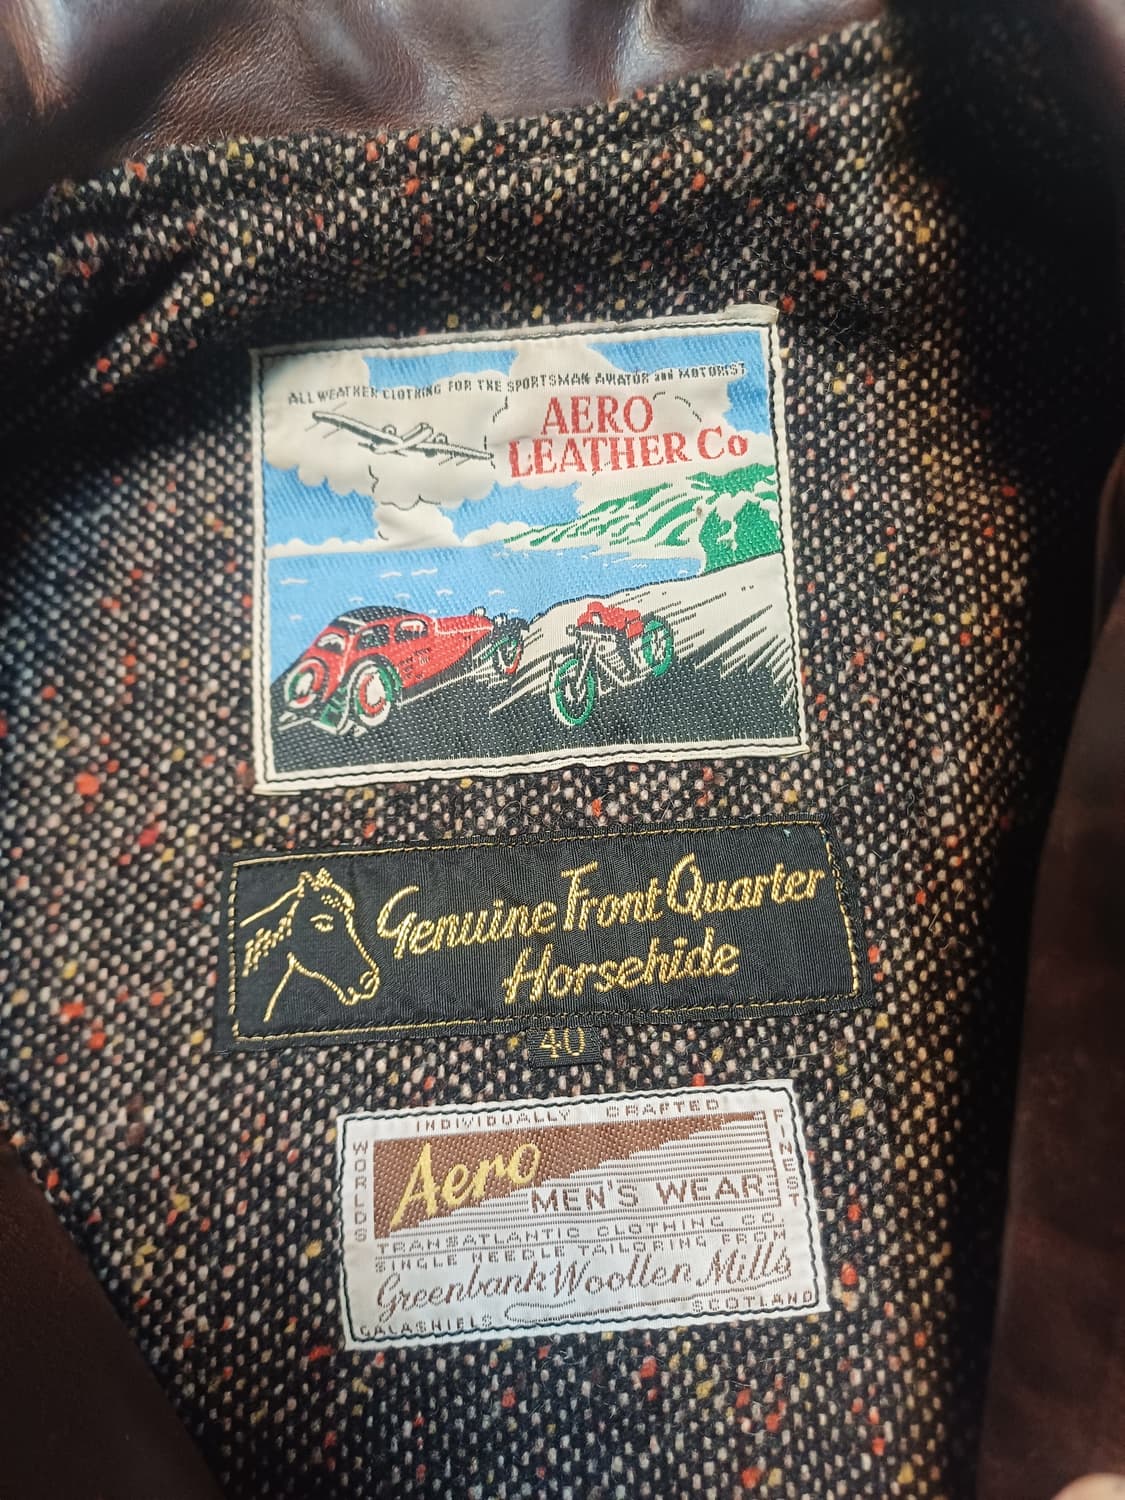 ALL WEATHER CLOTHING FOR THE SPORTSMAN AVIATOR and MOTORIST
AERO
LEATHER Co
Genuine Front Quarter
Horsehide
40
INDIVIDUALLY CRAFTED
WORLDS
FINEST
Aero
MEN'S WEAR
TRANSATLANTIC CLOTHING CO.
SINGLE NEEDLE TAILORING FROM
Greenbank Woollen Mills
GALASHIELS SCOTLAND